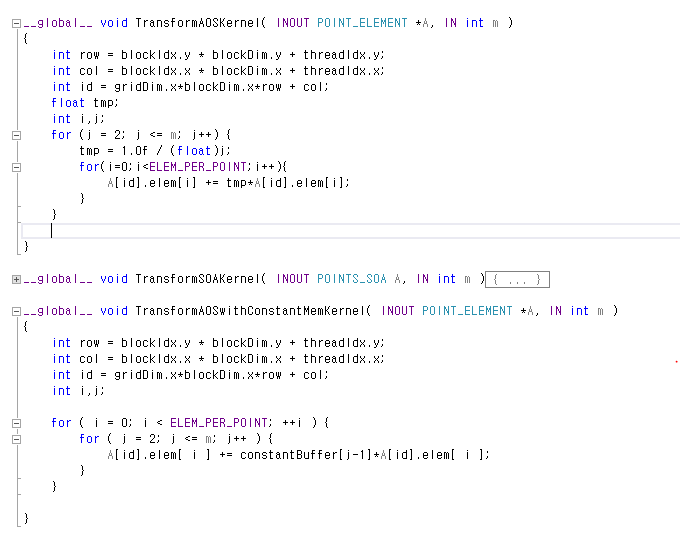 __global__ void TransformAOSKernel( INOUT POINT_ELEMENT *A, IN int m )
{
int row = blockIdx.y * blockDim.y + threadIdx.y;
int col = blockIdx.x * blockDim.x + threadIdx.x;
int id = gridDim.x*blockDim.x*row + col;
float tmp;
int i,j;
for (j = 2; j <= m; j++) {
tmp = 1.0f / (float)j;
for(i=0;i<ELEM_PER_POINT;i++){
A[id].elem[i] += tmp*A[id].elem[i];
}
}
}
__global__ void TransformSOAKernel( INOUT POINTS_SOA A, IN int m ) { ... }
__global__ void TransformAOSwithConstantMemKernel( INOUT POINT_ELEMENT *A, IN int m )
{
int row = blockIdx.y * blockDim.y + threadIdx.y;
int col = blockIdx.x * blockDim.x + threadIdx.x;
int id = gridDim.x*blockDim.x*row + col;
int i,j;
for ( i = 0; i < ELEM_PER_POINT; ++i ) {
for ( j = 2; j <= m; j++ ) {
A[id].elem[ i ] += constantBuffer[j-1]*A[id].elem[ i ];
}
}
}